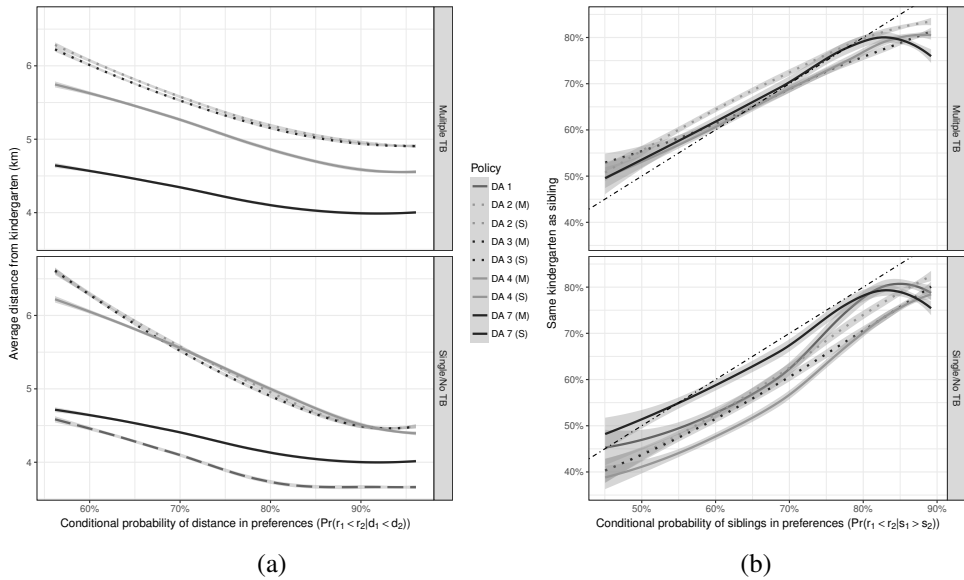 6
5
4
Multiple TB
6
5
4
Single/No TB
60%
70%
80%
90%
Average distance from kindergarten (km)
Conditional probability of distance in preferences (Pr(r₁ < r₂|d₁ < d₂))
(a)
Policy
DA 1
DA 2 (M)
DA 2 (S)
DA 3 (M)
DA 3 (S)
DA 4 (M)
DA 4 (S)
DA 7 (M)
DA 7 (S)
80%
70%
60%
50%
40%
Multiple TB
80%
70%
60%
50%
40%
Single/No TB
50%
60%
70%
80%
90%
Same kindergarten as sibling
Conditional probability of siblings in preferences (Pr(r₁ < r₂|s₁ > s₂))
(b)